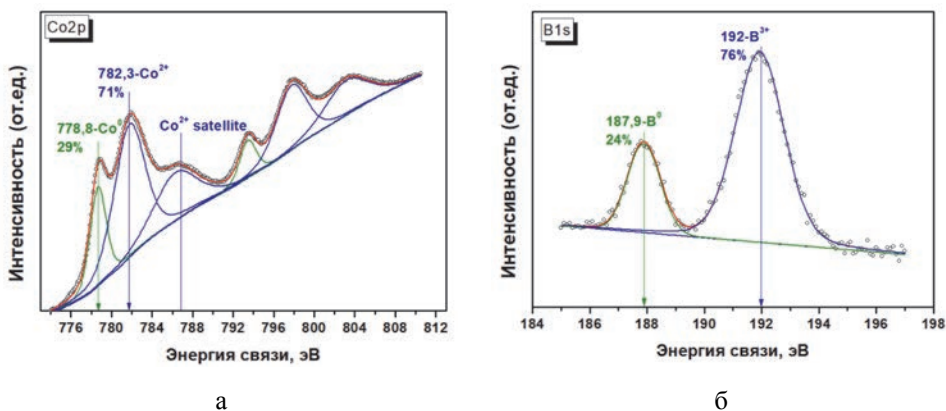 Co2p
782,3-Co²⁺
71%
778,8-Co⁰
29%
Co²⁺ satellite
Интенсивность (от.ед.)
776 780 784 788 792 796 800 804 808 812
Энергия связи, эВ
а
B1s
192-B³⁺
76%
187,9-B⁰
24%
Интенсивность (от.ед.)
184 186 188 190 192 194 196 198
Энергия связи, эВ
б